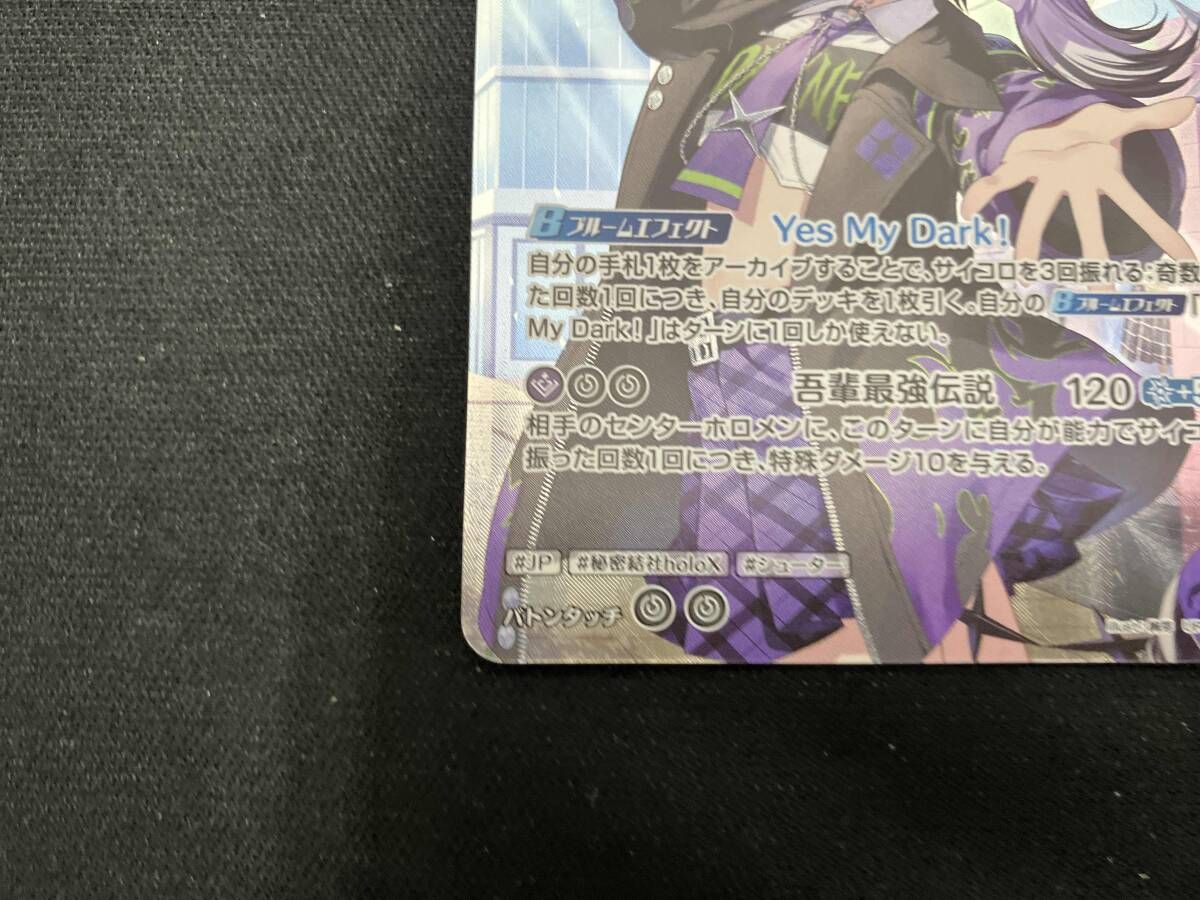 B ブルームエフェクト Yes My Dark!
自分の手札1枚をアーカイブすることで、サイコロを3回振れる:奇数
た回数1回につき、自分のデッキを1枚引く。自分の B ブルームエフェクト 「
My Dark!」はターンに1回しか使えない。
吾輩最強伝説 120 +
相手のセンターホロメンに、このターンに自分が能力でサイコ
振った回数1回につき、特殊ダメージ10を与える。
#JP #秘密結社holoX #シューター
バトンタッチ